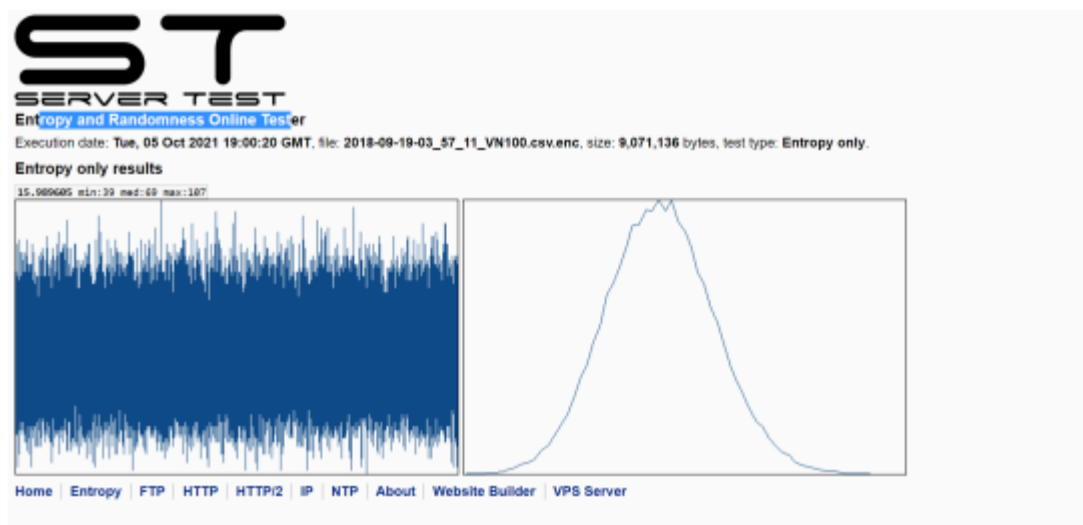 ST
SERVER TEST
Entropy and Randomness Online Tester
Execution date: Tue, 05 Oct 2021 19:00:20 GMT, file: 2018-09-19-03_57_11_VN100.csv.enc, size: 9,071,136 bytes, test type: Entropy only.
Entropy only results
15.989605 min:39 med:69 max:107
Home Entropy FTP HTTP HTTP/2 IP NTP About Website Builder VPS Server